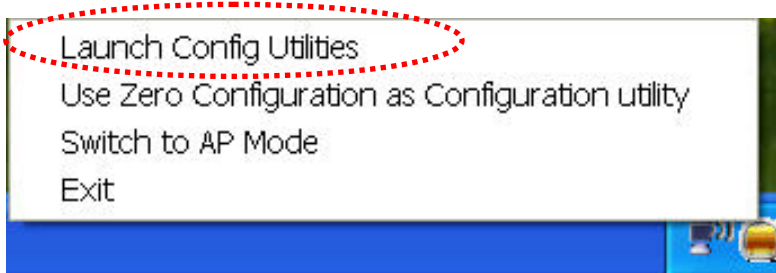 Launch Config Utilities
Use Zero Configuration as Configuration utility
Switch to AP Mode
Exit